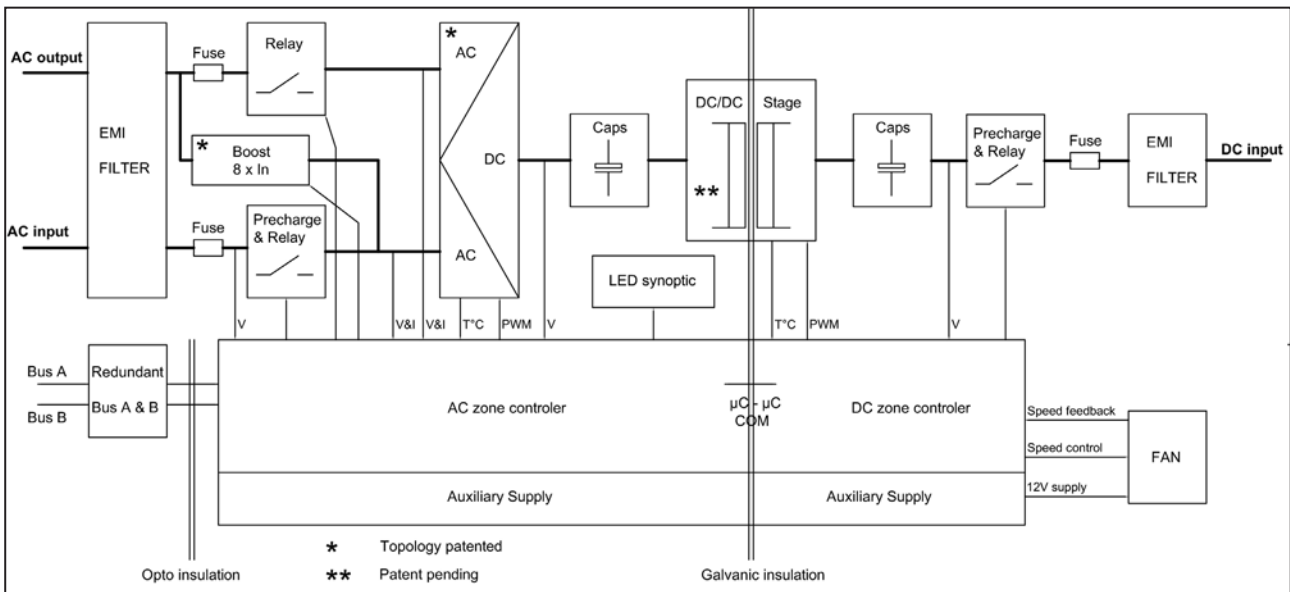 AC output
Fuse
Relay
*
AC
EMI
FILTER
*
Boost
8 x In
DC
AC input
Fuse
Precharge
& Relay
AC
Caps
DC/DC
Stage
**
Caps
Precharge
& Relay
Fuse
EMI
FILTER
DC input
LED synoptic
V
V&I
V&I
T°C
PWM
V
T°C
PWM
V
Bus A
Bus B
Redundant
Bus A & B
AC zone controler
µC - µC
COM
DC zone controler
Speed feedback
Speed control
12V supply
FAN
Auxiliary Supply
Auxiliary Supply
* Topology patented
** Patent pending
Opto insulation
Galvanic insulation